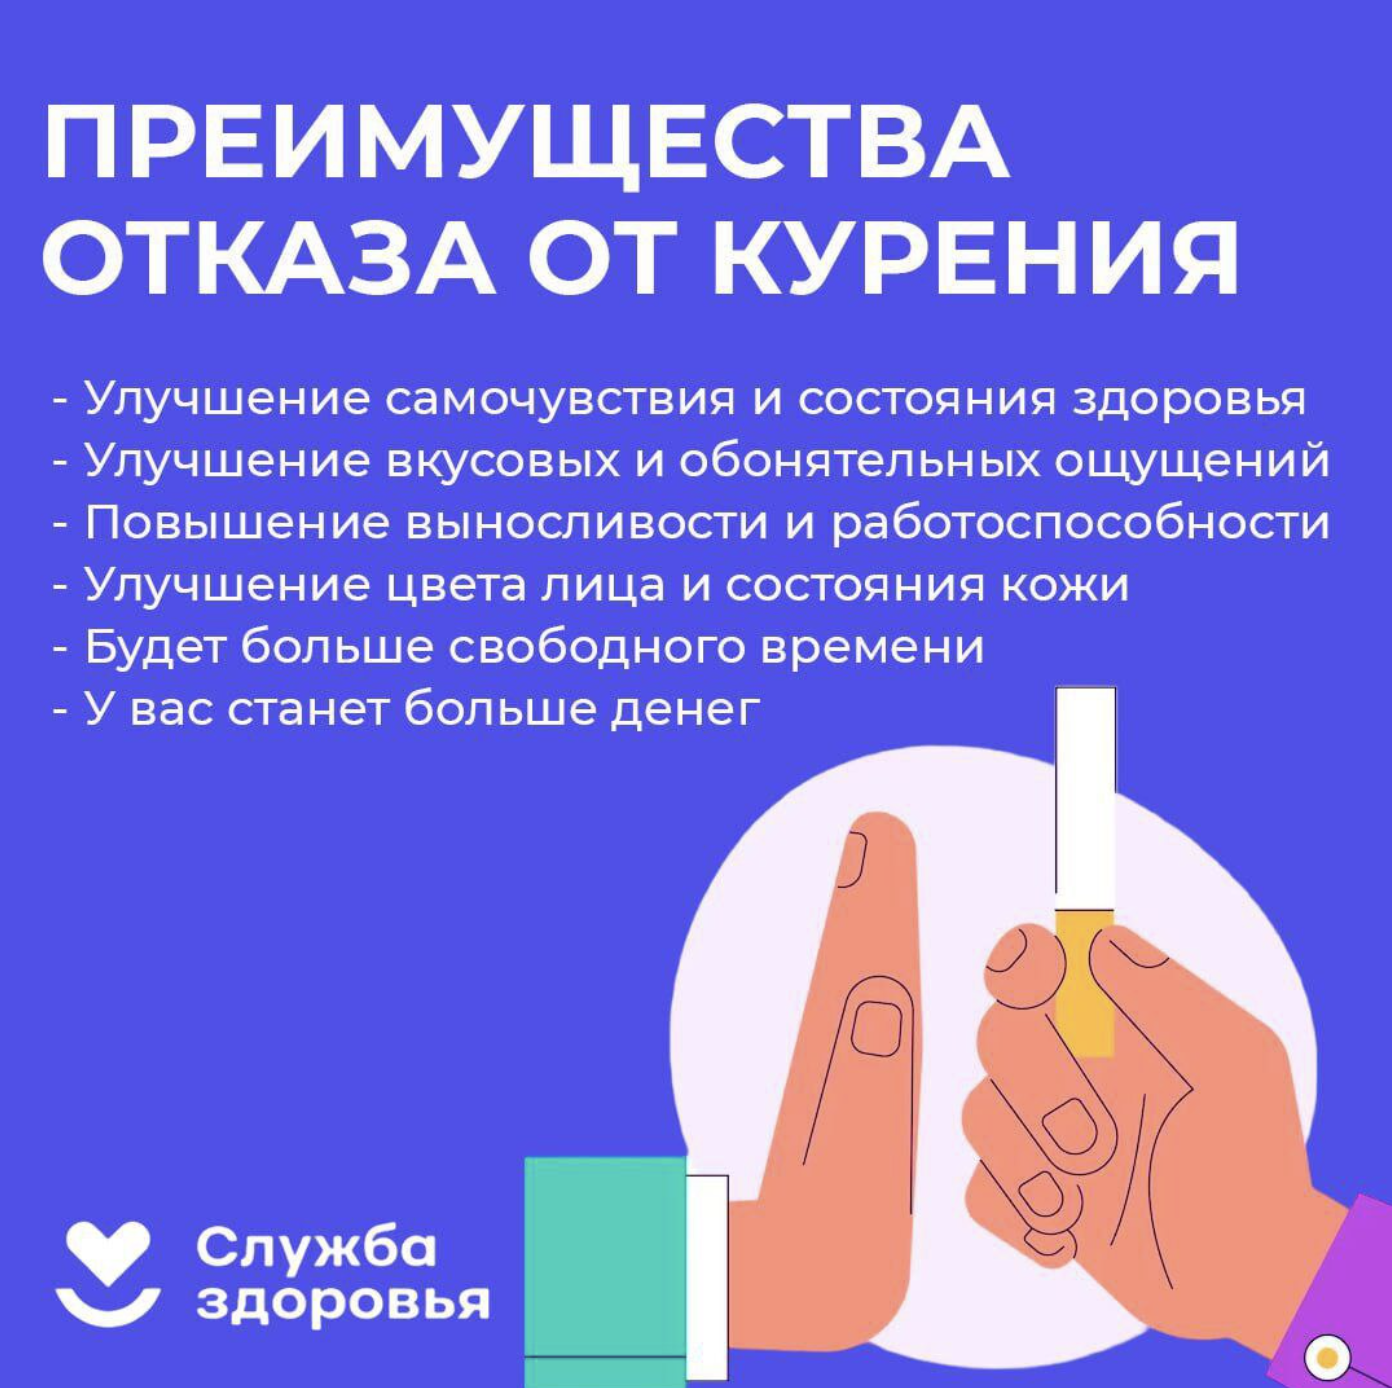 ПРЕИМУЩЕСТВА
ОТКАЗА ОТ КУРЕНИЯ
- Улучшение самочувствия и состояния здоровья
- Улучшение вкусовых и обонятельных ощущений
- Повышение выносливости и работоспособности
- Улучшение цвета лица и состояния кожи
- Будет больше свободного времени
- У вас станет больше денег
Служба
здоровья